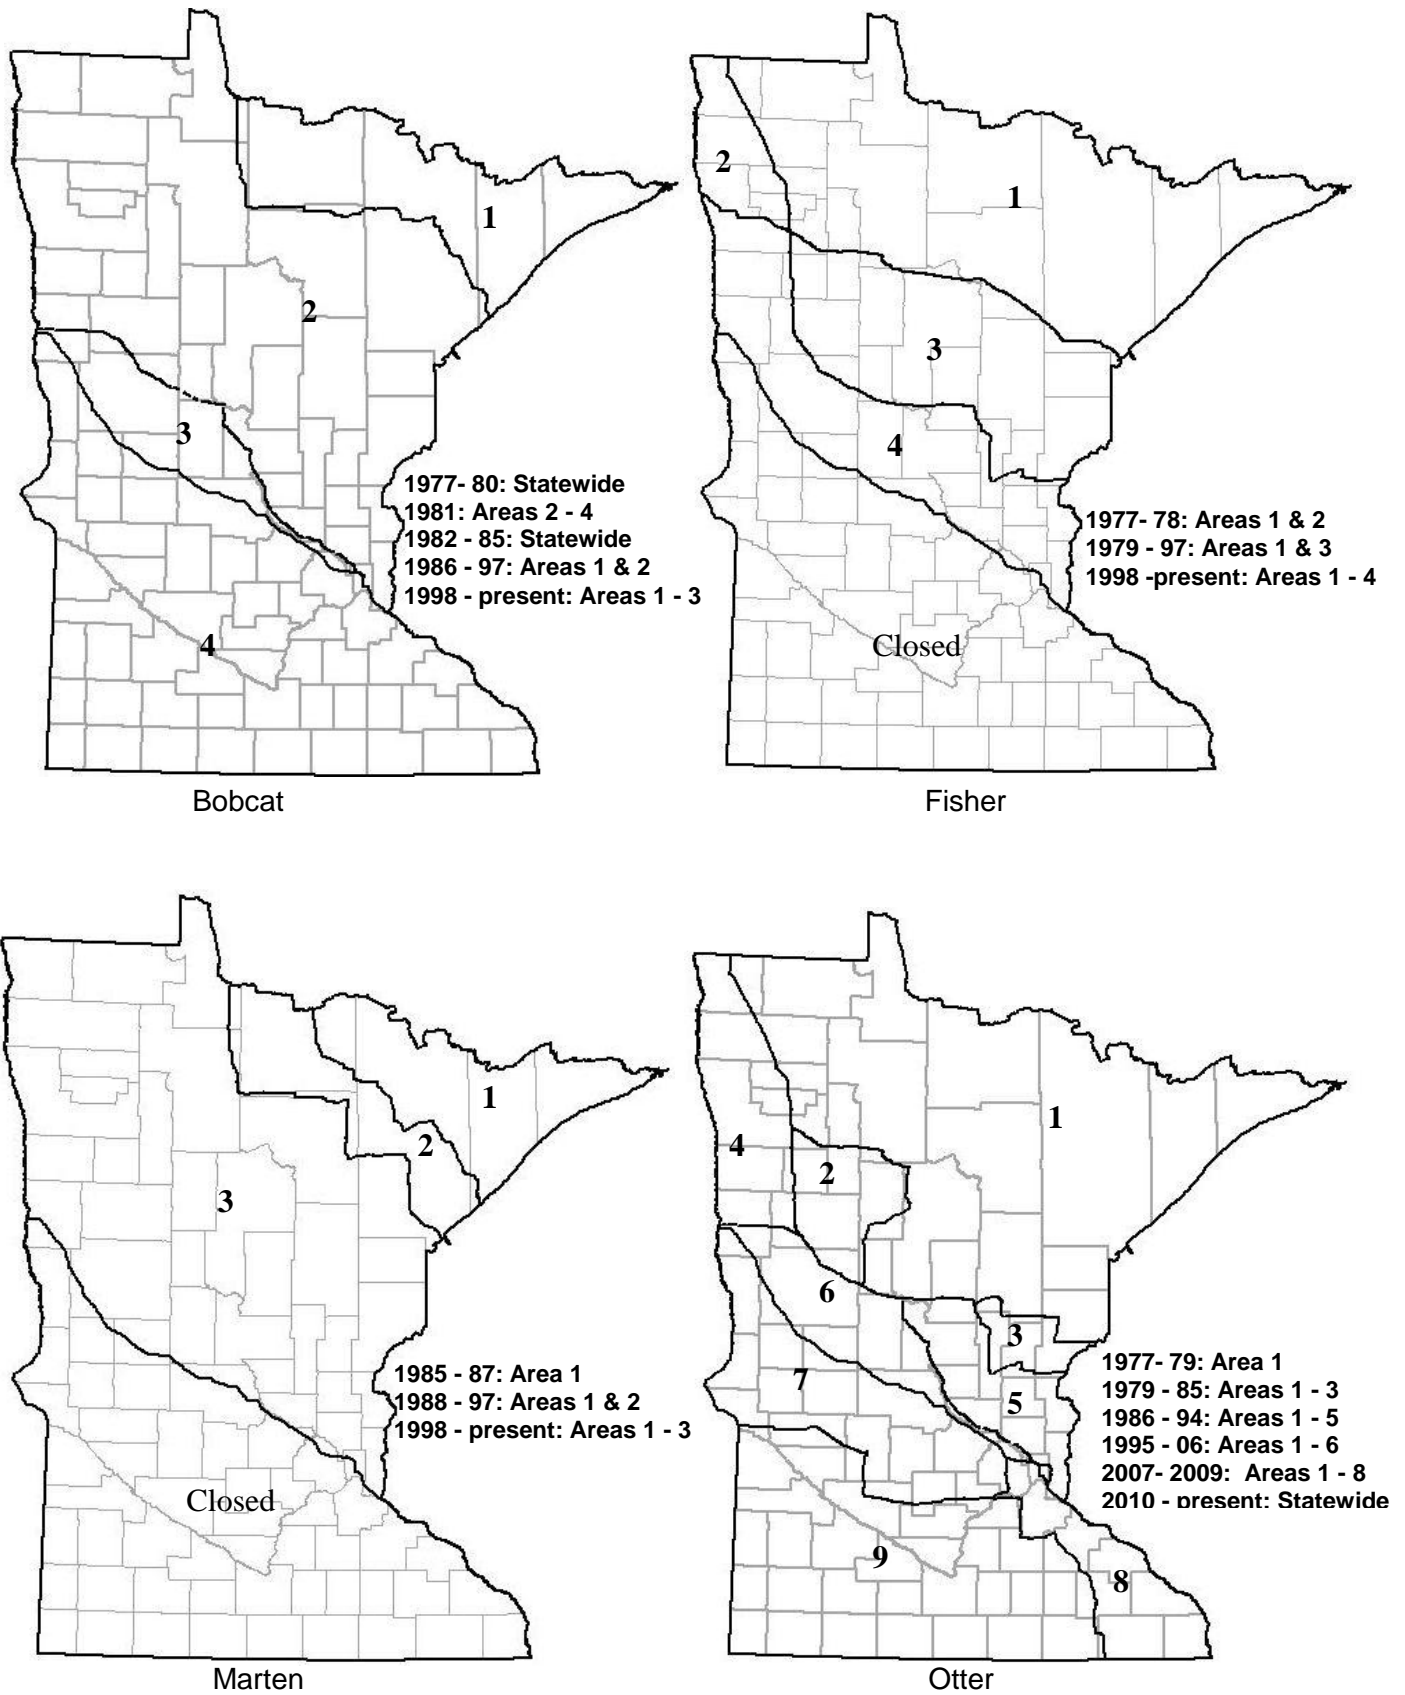 1
2
3
1977- 80: Statewide
1981: Areas 2 - 4
1982 - 85: Statewide
1986 - 97: Areas 1 & 2
1998 - present: Areas 1 - 3
4
Bobcat
2
1
3
4
1977- 78: Areas 1 & 2
1979 - 97: Areas 1 & 3
1998 -present: Areas 1 - 4
Closed
Fisher
1
2
3
1985 - 87: Area 1
1988 - 97: Areas 1 & 2
1998 - present: Areas 1 - 3
Closed
Marten
1
4
2
6
3
7
5
1977- 79: Area 1
1979 - 85: Areas 1 - 3
1986 - 94: Areas 1 - 5
1995 - 06: Areas 1 - 6
2007- 2009: Areas 1 - 8
2010 - present: Statewide
9
8
Otter